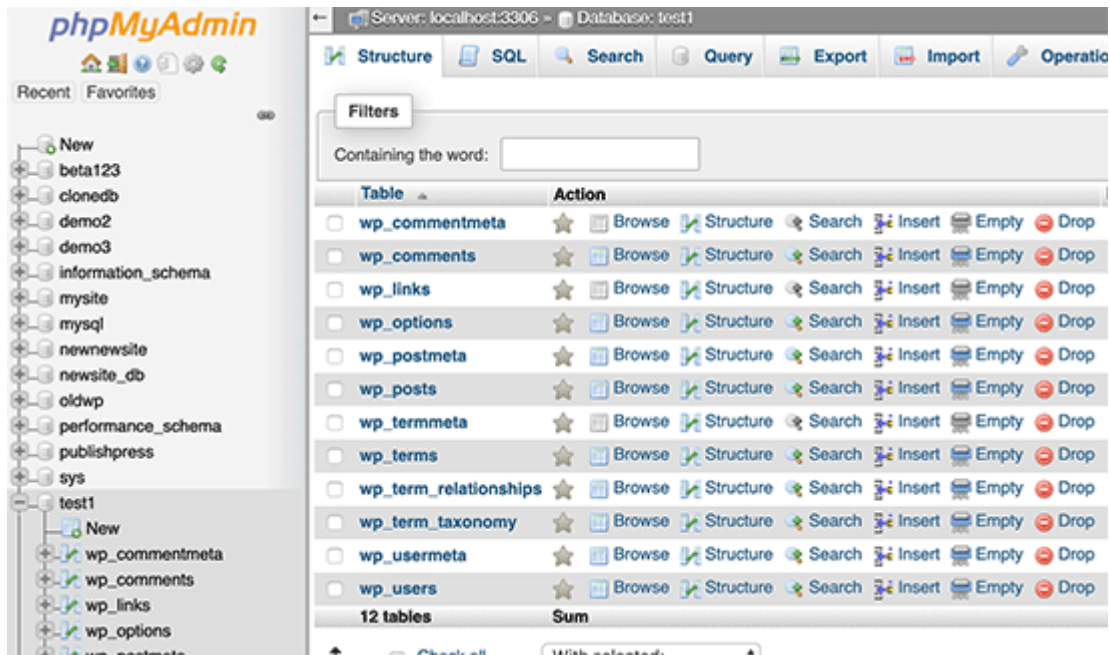 phpMyAdmin
Recent Favorites
New
beta123
clonedb
demo2
demo3
information_schema
mysite
mysql
newnewsite
newsite_db
oldwp
performance_schema
publishpress
sys
test1
New
wp_commentmeta
wp_comments
wp_links
wp_options
wp_postmeta
Server: localhost:3306 » Database: test1
Structure SQL Search Query Export Import Operatio
Filters
Containing the word:
Table Action
wp_commentmeta Browse Structure Search Insert Empty Drop
wp_comments Browse Structure Search Insert Empty Drop
wp_links Browse Structure Search Insert Empty Drop
wp_options Browse Structure Search Insert Empty Drop
wp_postmeta Browse Structure Search Insert Empty Drop
wp_posts Browse Structure Search Insert Empty Drop
wp_termmeta Browse Structure Search Insert Empty Drop
wp_terms Browse Structure Search Insert Empty Drop
wp_term_relationships Browse Structure Search Insert Empty Drop
wp_term_taxonomy Browse Structure Search Insert Empty Drop
wp_usermeta Browse Structure Search Insert Empty Drop
wp_users Browse Structure Search Insert Empty Drop
12 tables Sum
Check all With selected: